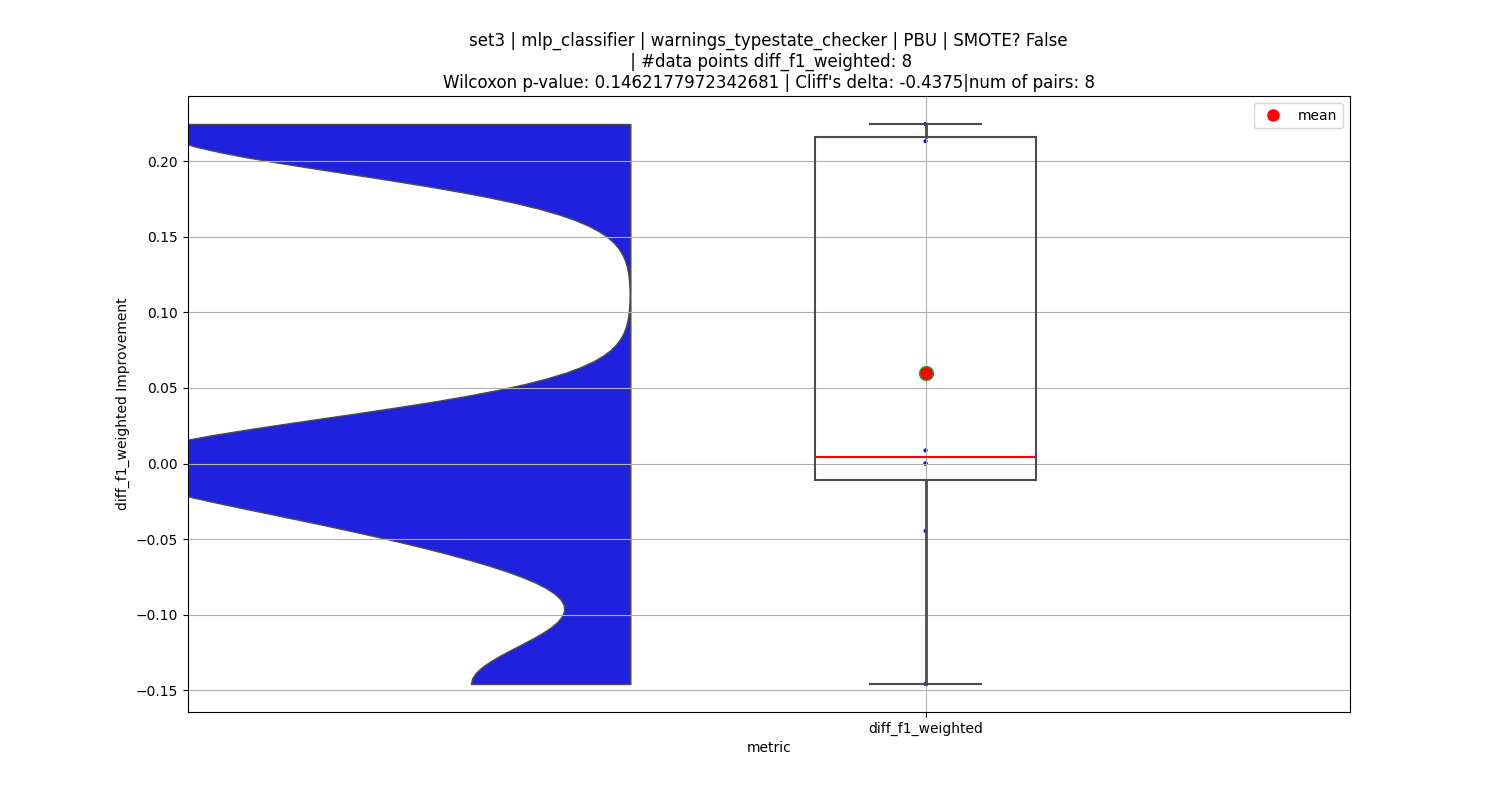 set3 | mlp_classifier | warnings_typestate_checker | PBU | SMOTE? False
| #data points diff_f1_weighted: 8
Wilcoxon p-value: 0.1462177972342681 | Cliff's delta: -0.4375|num of pairs: 8
mean
0.20
0.15
0.10
0.05
0.00
−0.05
−0.10
−0.15
diff_f1_weighted Improvement
diff_f1_weighted
metric